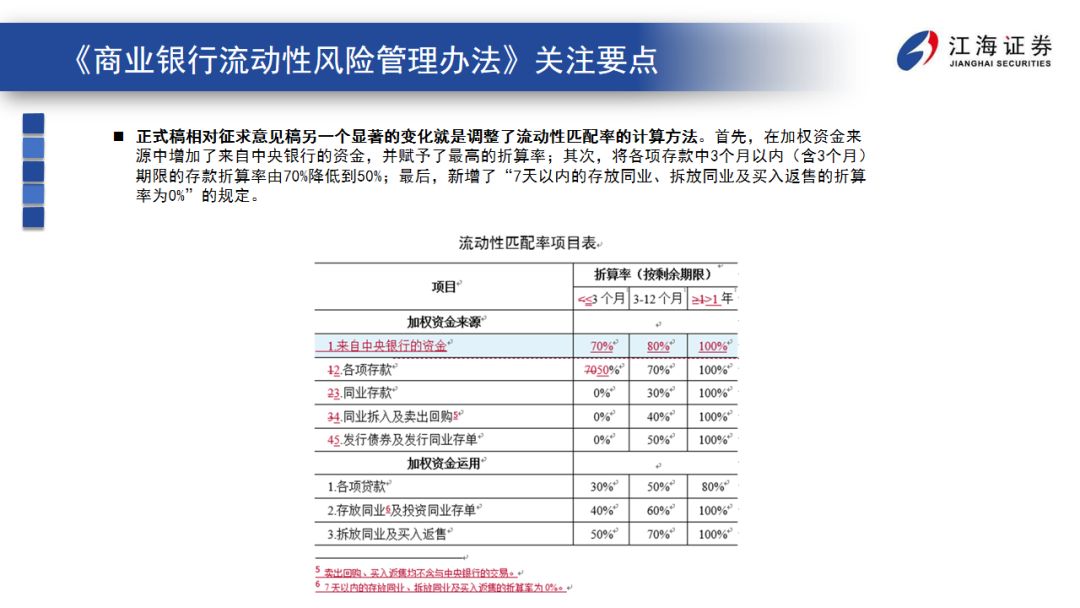 《商业银行流动性风险管理办法》关注要点
江海证券
JIANGHAI SECURITIES
■ 正式稿相对征求意见稿另一个显著的变化就是调整了流动性匹配率的计算方法。首先，在加权资金来
源中增加了来自中央银行的资金，并赋予了最高的折算率；其次，将各项存款中3个月以内（含3个月）
期限的存款折算率由70%降低到50%；最后，新增了“7天以内的存放同业、拆放同业及买入返售的折算
率为0%”的规定。
流动性匹配率项目表
项目 折算率（按剩余期限）
<≤3 个月 3-12 个月 ≥1>1 年
加权资金来源
1.来自中央银行的资金 70% 80% 100%
12.各项存款 7050% 70% 100%
23.同业存款 0% 30% 100%
34.同业拆入及卖出回购5 0% 40% 100%
45.发行债券及发行同业存单 0% 50% 100%
加权资金运用
1.各项贷款 30% 50% 80%
2.存放同业6及投资同业存单 40% 60% 100%
3.拆放同业及买入返售 50% 70% 100%
5 卖出回购、买入返售均不含与中央银行的交易。
6 7天以内的存放同业、拆放同业及买入返售的折算率为 0%。